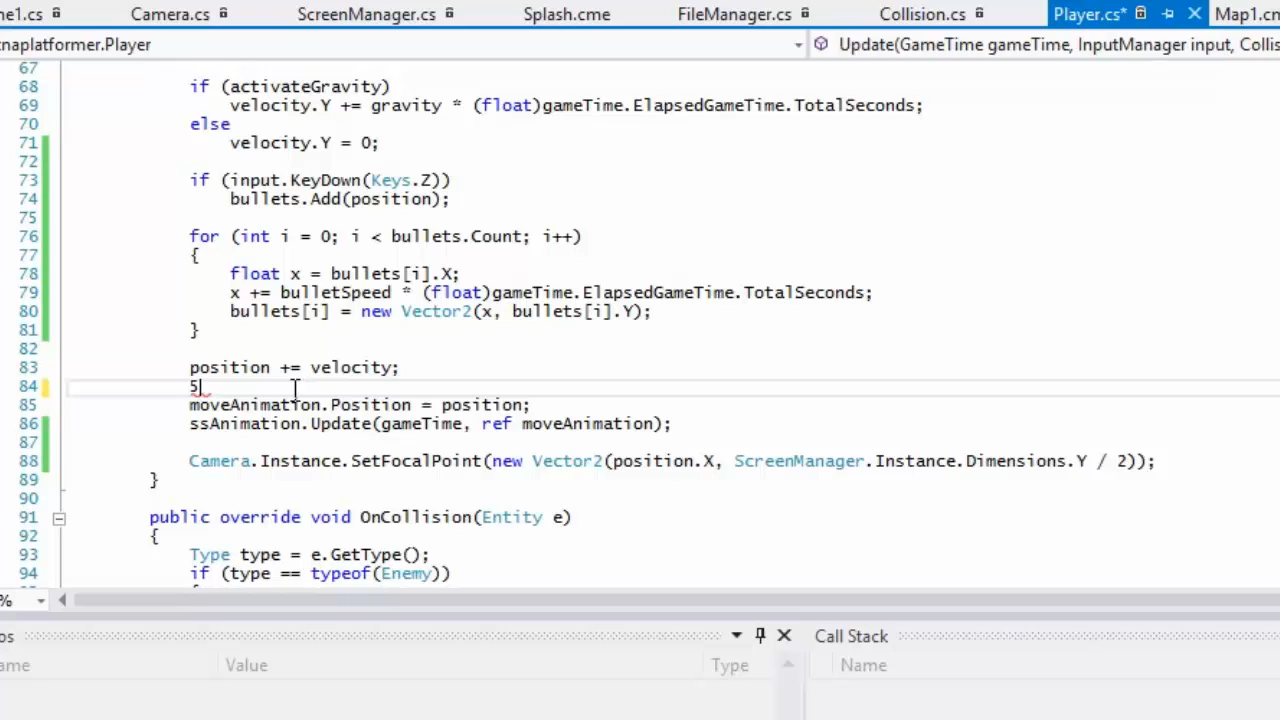 ne1.cs Camera.cs ScreenManager.cs Splash.cme FileManager.cs Collision.cs Player.cs* Map1.cm
naplatformer.Player Update(GameTime gameTime, InputManager input, Collis
67
68 if (activateGravity)
69 velocity.Y += gravity * (float)gameTime.ElapsedGameTime.TotalSeconds;
70 else
71 velocity.Y = 0;
72
73 if (input.KeyDown(Keys.Z))
74 bullets.Add(position);
75
76 for (int i = 0; i < bullets.Count; i++)
77 {
78 float x = bullets[i].X;
79 x += bulletSpeed * (float)gameTime.ElapsedGameTime.TotalSeconds;
80 bullets[i] = new Vector2(x, bullets[i].Y);
81 }
82
83 position += velocity;
84 5
85 moveAnimation.Position = position;
86 ssAnimation.Update(gameTime, ref moveAnimation);
87
88 Camera.Instance.SetFocalPoint(new Vector2(position.X, ScreenManager.Instance.Dimensions.Y / 2));
89 }
90
91 public override void OnCollision(Entity e)
92 {
93 Type type = e.GetType();
94 if (type == typeof(Enemy))
%
os Call Stack
ame Value Type Name